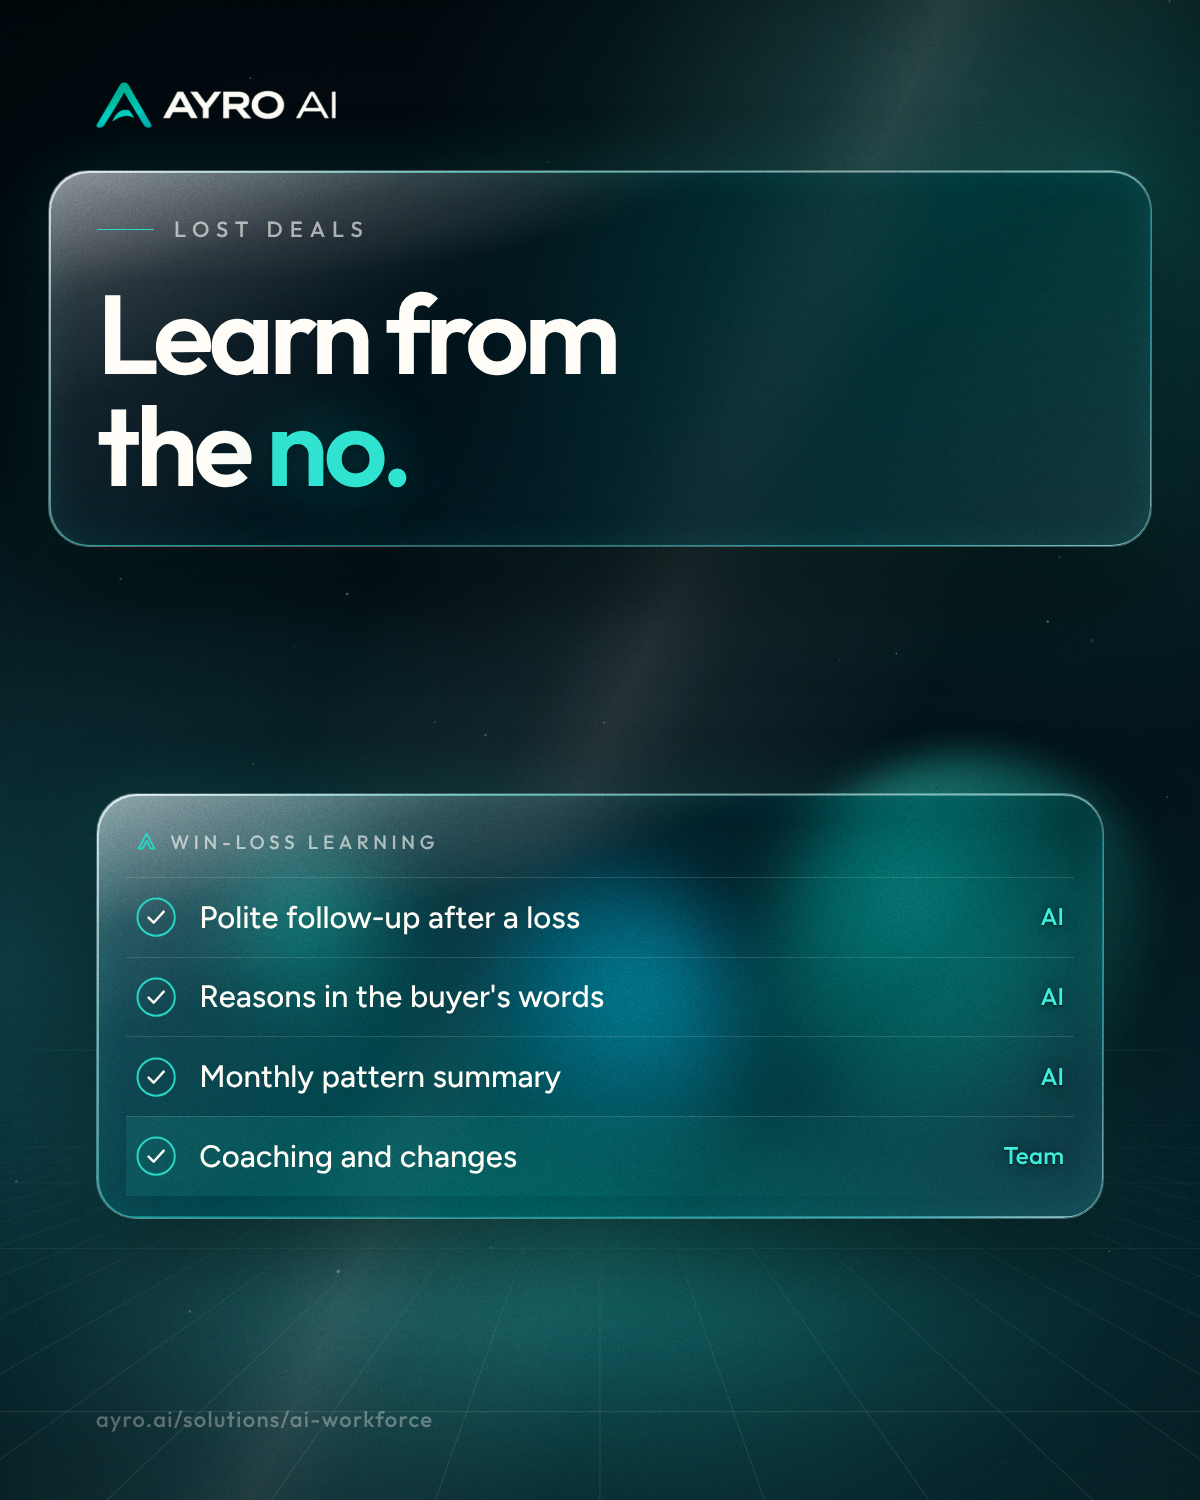 AYRO AI
LOST DEALS
Learn from
the no.
WIN-LOSS LEARNING
Polite follow-up after a loss AI
Reasons in the buyer's words AI
Monthly pattern summary AI
Coaching and changes Team
ayro.ai/solutions/ai-workforce